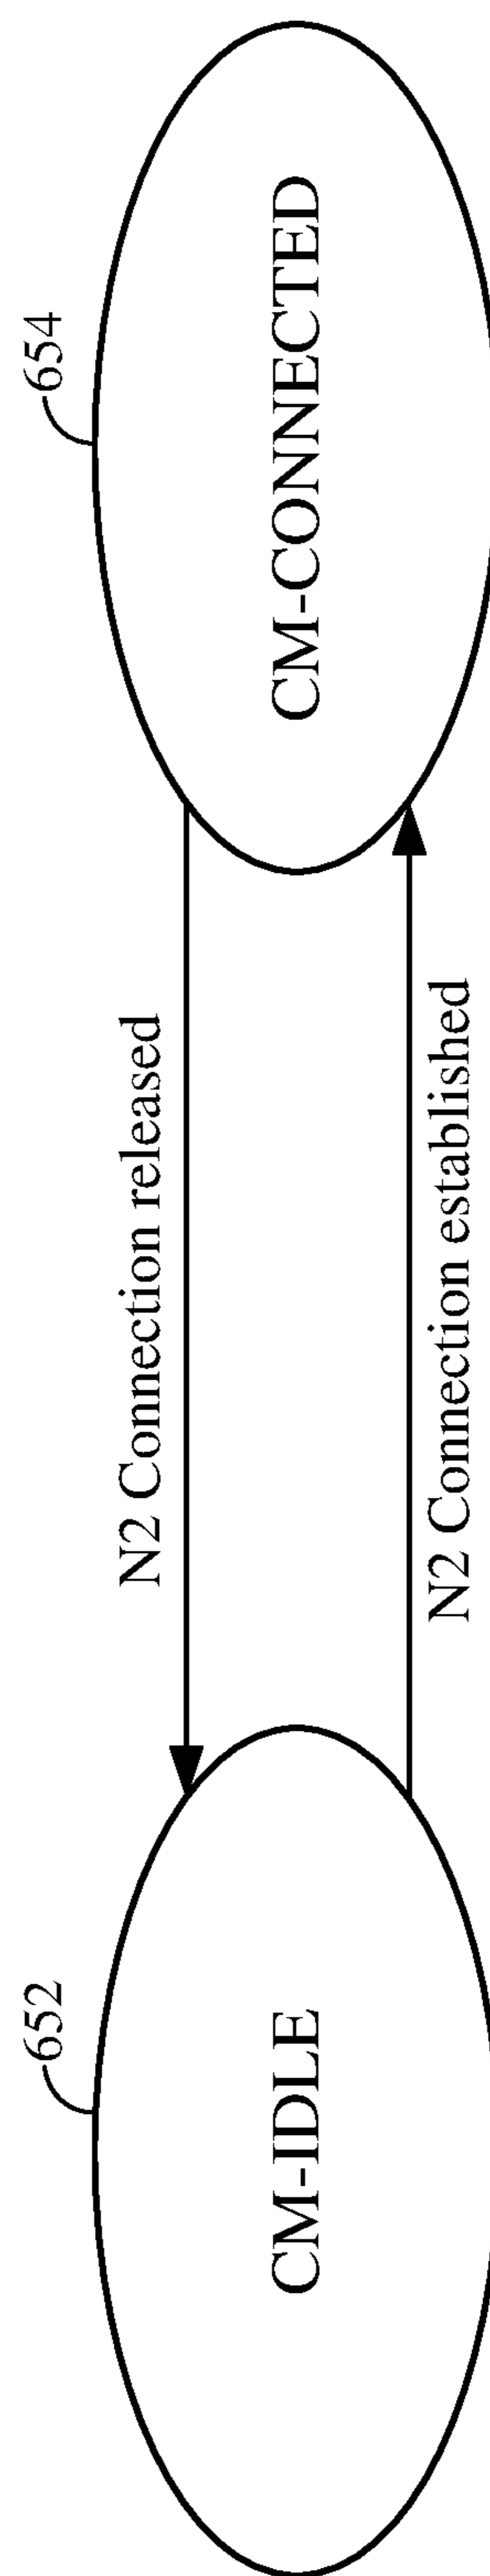 652
654
CM-IDLE
N2 Connection released
CM-CONNECTED
N2 Connection established